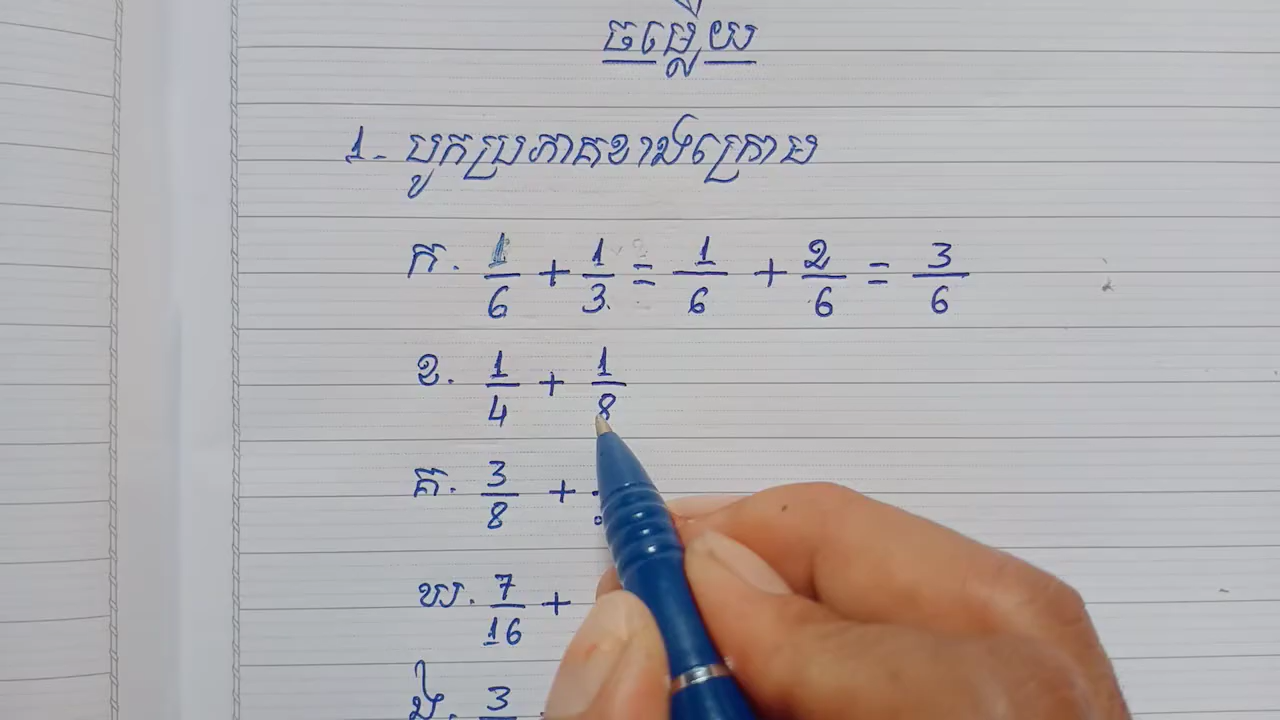 ចម្លើយ
1. បូកប្រភាគខាងក្រោម
ក. 1/6 + 1/3 = 1/6 + 2/6 = 3/6
ខ. 1/4 + 1/8
គ. 3/8 +
ឃ. 7/16 +
ង. 3